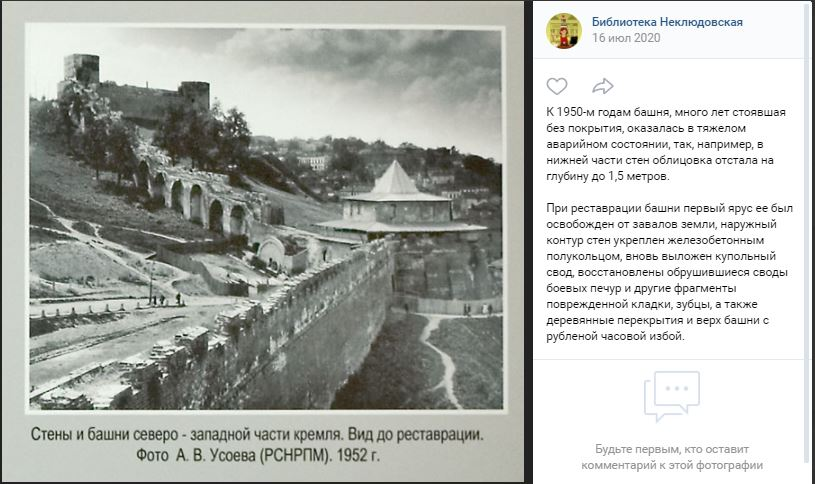 Стены и башни северо - западной части кремля. Вид до реставрации.
Фото А. В. Усоева (РСНРПМ). 1952 г.
Библиотека Неклюдовская
16 июл 2020
К 1950-м годам башня, много лет стоявшая
без покрытия, оказалась в тяжелом
аварийном состоянии, так, например, в
нижней части стен облицовка отстала на
глубину до 1,5 метров.
При реставрации башни первый ярус ее был
освобожден от завалов земли, наружный
контур стен укреплен железобетонным
полукольцом, вновь выложен купольный
свод, восстановлены обрушившиеся своды
боевых печур и другие фрагменты
поврежденной кладки, зубцы, а также
деревянные перекрытия и верх башни с
рубленой часовой избой.
Будьте первым, кто оставит
комментарий к этой фотографии